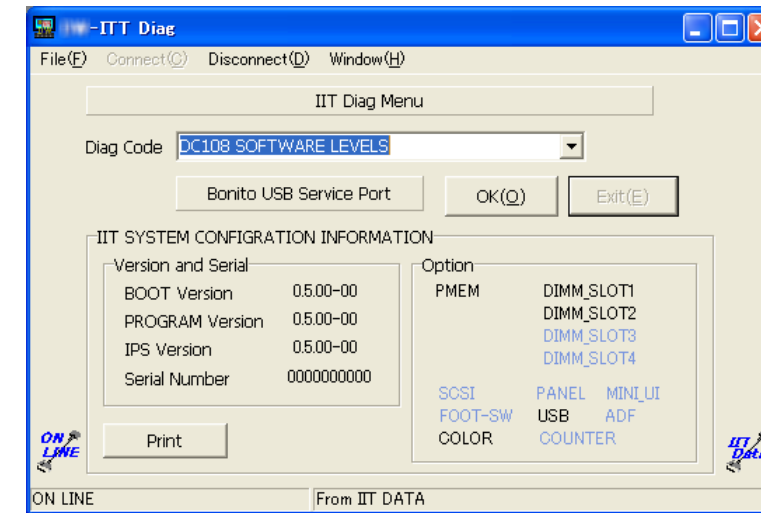 -ITT Diag
File(F) Connect(C) Disconnect(D) Window(H)
IIT Diag Menu
Diag Code DC108 SOFTWARE LEVELS
Bonito USB Service Port OK(O) Exit(E)
IIT SYSTEM CONFIGRATION INFORMATION
Version and Serial
BOOT Version 0.5.00-00
PROGRAM Version 0.5.00-00
IPS Version 0.5.00-00
Serial Number 0000000000
Print
Option
PMEM DIMM_SLOT1
DIMM_SLOT2
DIMM_SLOT3
DIMM_SLOT4
SCSI PANEL MINI_UI
FOOT-SW USB ADF
COLOR COUNTER
ON
LINE
IIT
ON LINE From IIT DATA